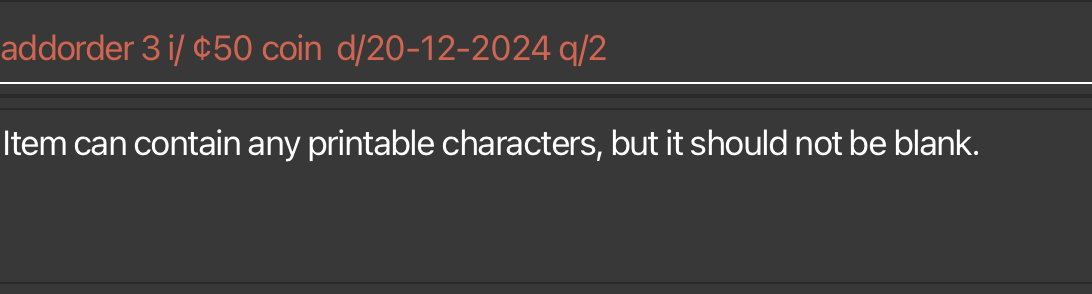 addorder 3 i/ ¢50 coin  d/20-12-2024 q/2
Item can contain any printable characters, but it should not be blank.